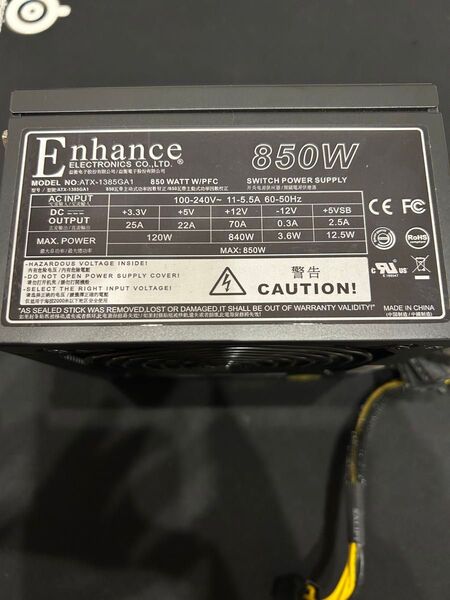 Enhance
ELECTRONICS CO.,LTD.
850W
MODEL NO:ATX-1385GA1 850 WATT W/PFC SWITCH POWER SUPPLY
AC INPUT 100-240V~ 11-5.5A 60-50Hz
DC OUTPUT +3.3V +5V +12V -12V +5VSB
25A 22A 70A 0.3A 2.5A
MAX. POWER 120W 840W 3.6W 12.5W
MAX: 850W
CE FC
RoHS
c US
-HAZARDOUS VOLTAGE INSIDE!
-DO NOT OPEN POWER SUPPLY COVER!
-SELECT THE RIGHT INPUT VOLTAGE!
警告
CAUTION!
"AS SEALED STICK WAS REMOVED,LOST OR DAMAGED,IT SHALL BE OUT OF WARRANTY VALIDITY!"
MADE IN CHINA